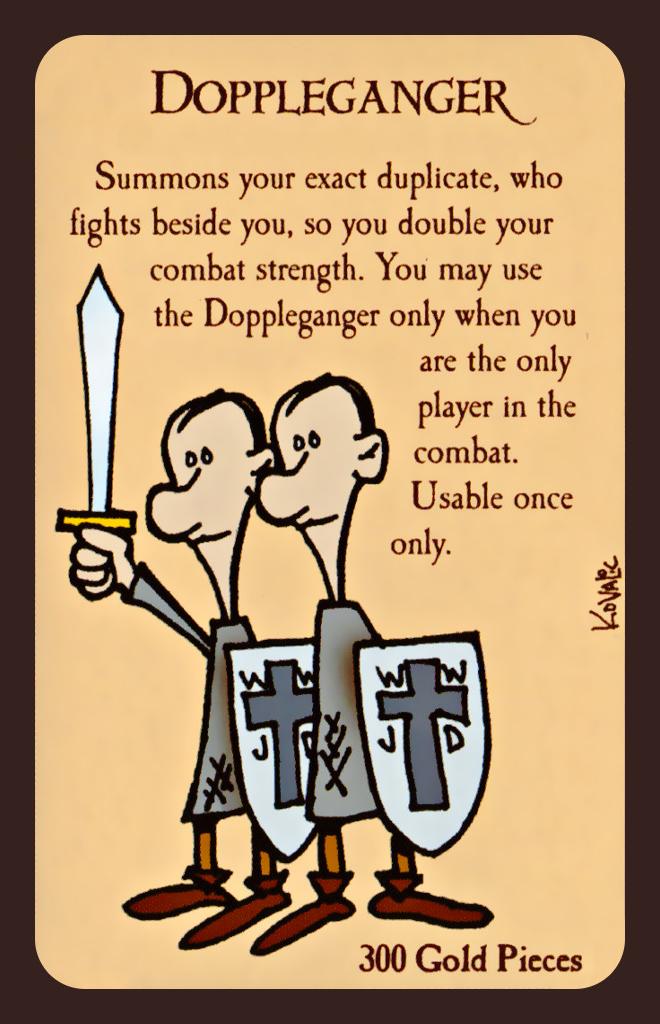 DOPPLEGANGER
Summons your exact duplicate, who
fights beside you, so you double your
combat strength. You may use
the Doppleganger only when you
are the only
player in the
combat.
Usable once
only.
KOVALIC
W W
J D
W W
J D
300 Gold Pieces